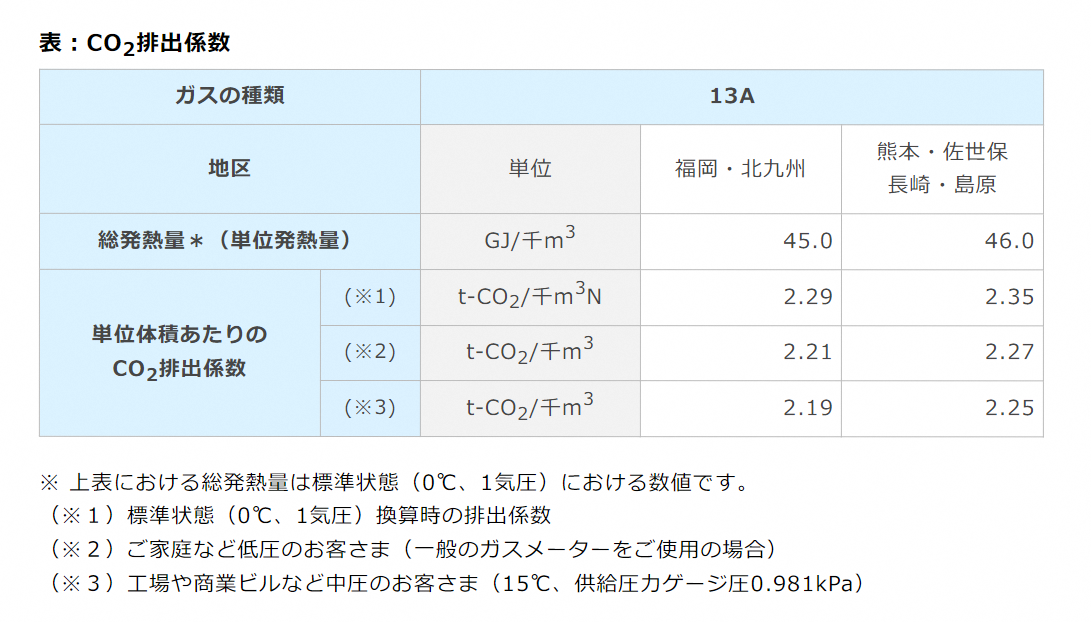 表：CO2排出係数
ガスの種類 13A
地区 単位 福岡・北九州 熊本・佐世保
長崎・島原
総発熱量＊（単位発熱量） GJ/千m3 45.0 46.0
単位体積あたりの
CO2排出係数
(※1) t-CO2/千m3N 2.29 2.35
(※2) t-CO2/千m3 2.21 2.27
(※3) t-CO2/千m3 2.19 2.25
※ 上表における総発熱量は標準状態（0℃、1気圧）における数値です。
（※１）標準状態（0℃、1気圧）換算時の排出係数
（※２）ご家庭など低圧のお客さま（一般のガスメーターをご使用の場合）
（※３）工場や商業ビルなど中圧のお客さま（15℃、供給圧力ゲージ圧0.981kPa）